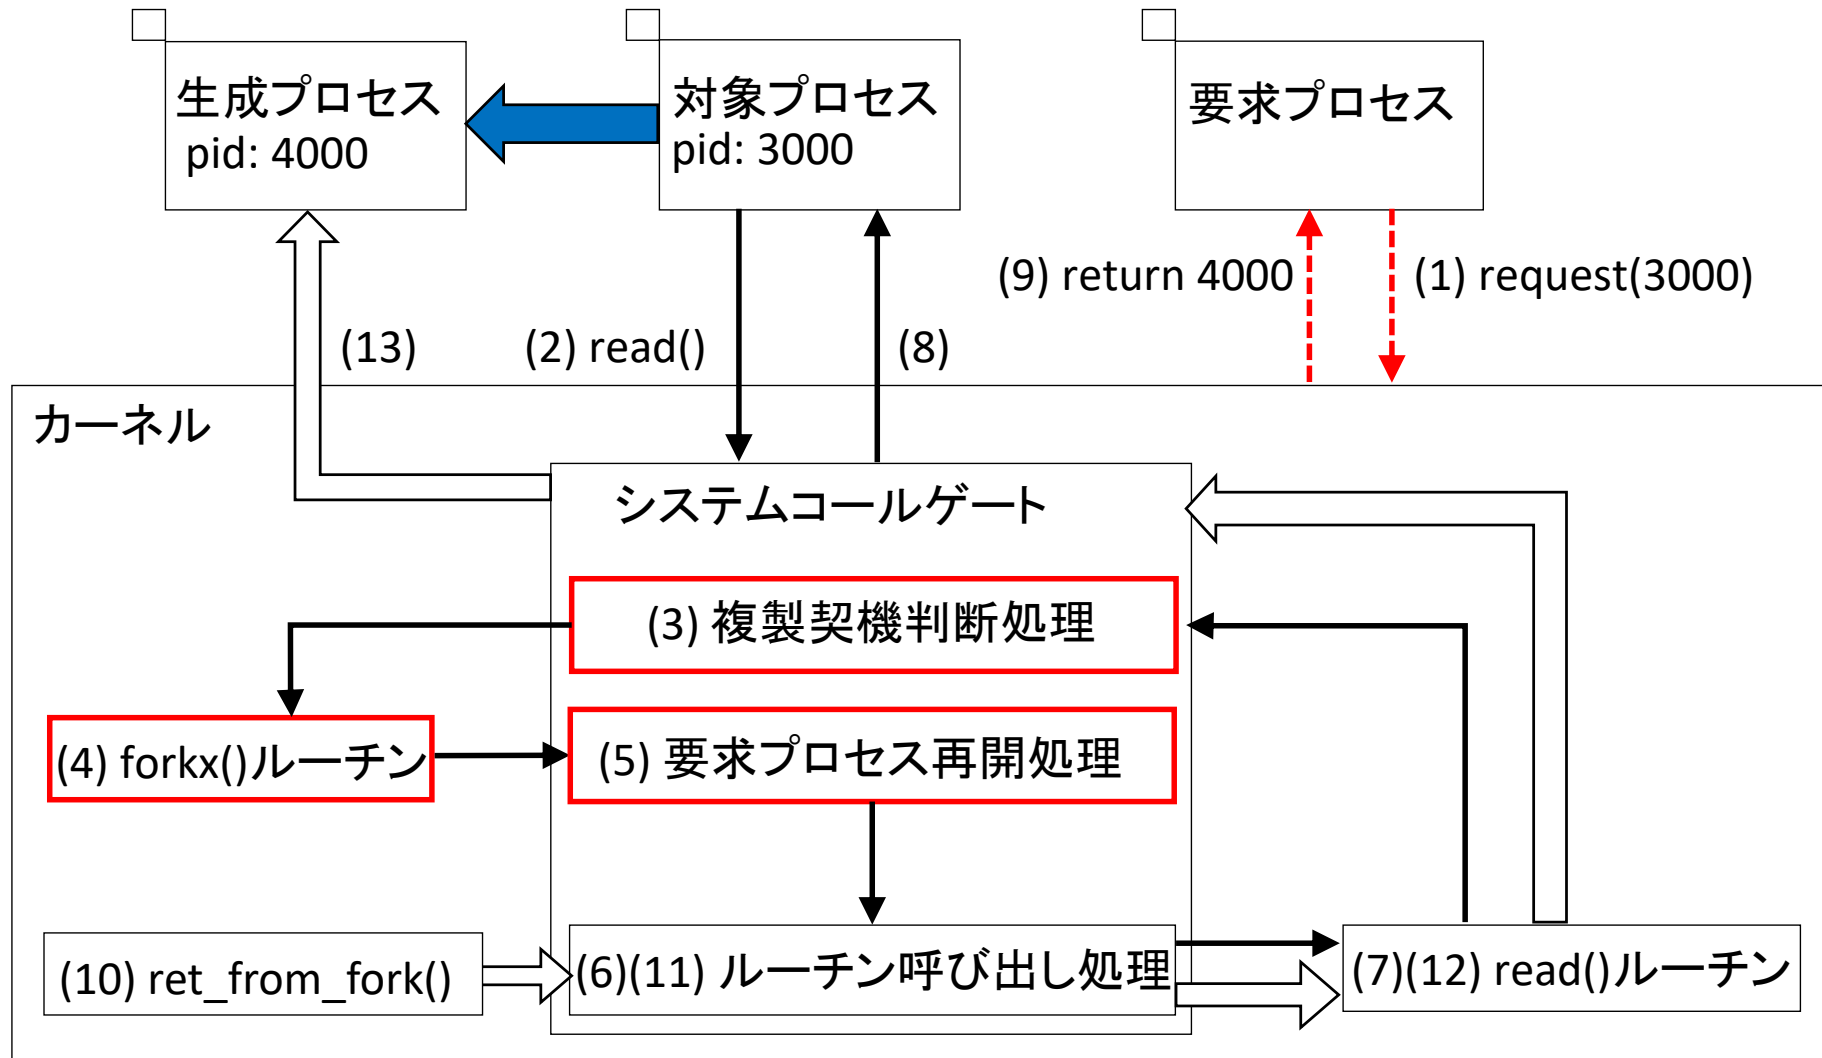 生成プロセス
pid: 4000
対象プロセス
pid: 3000
要求プロセス
(9) return 4000
(1) request(3000)
(13)
(2) read()
(8)
カーネル
システムコールゲート
(3) 複製契機判断処理
(4) forkx()ルーチン
(5) 要求プロセス再開処理
(10) ret_from_fork()
(6)(11) ルーチン呼び出し処理
(7)(12) read()ルーチン